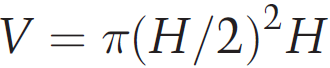 V = π(H/2)²H